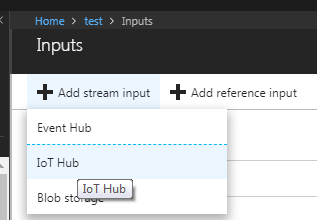 Home > test > Inputs
Inputs
+ Add stream input + Add reference input
Event Hub
IoT Hub
Blob storage
IoT Hub